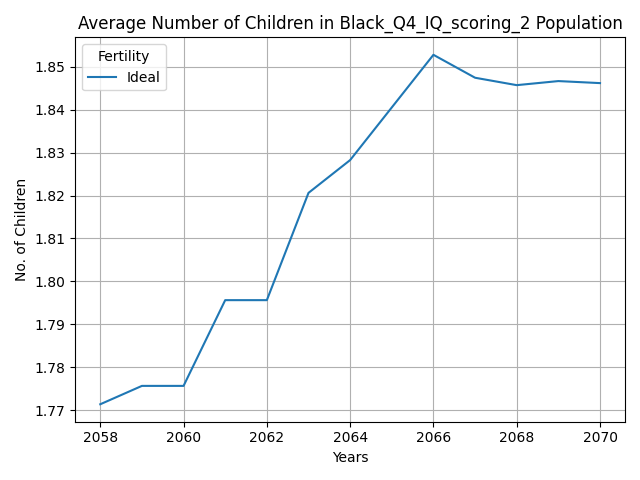 Average Number of Children in Black_Q4_IQ_scoring_2 Population
Fertility
Ideal
No. of Children
1.85
1.84
1.83
1.82
1.81
1.80
1.79
1.78
1.77
2058 2060 2062 2064 2066 2068 2070
Years